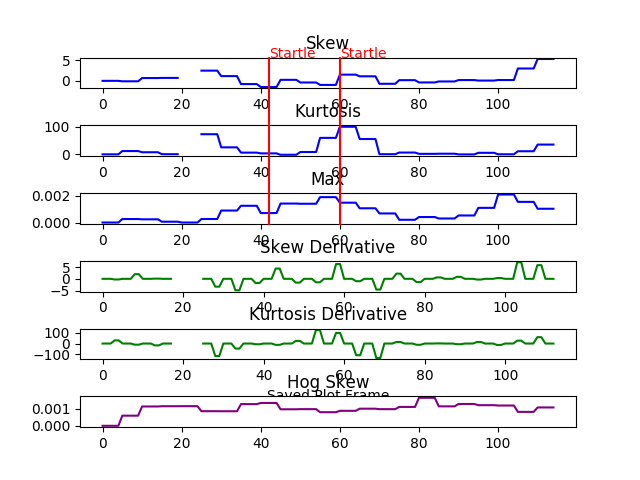 Skew
Startle Startle
5
0
0 20 40 60 80 100
Kurtosis
100
0
0 20 40 60 80 100
Max
0.002
0.000
0 20 40 60 80 100
Skew Derivative
5
0
−5
0 20 40 60 80 100
Kurtosis Derivative
100
0
−100
0 20 40 60 80 100
Hog Skew
Saved Plot Frame
0.001
0.000
0 20 40 60 80 100